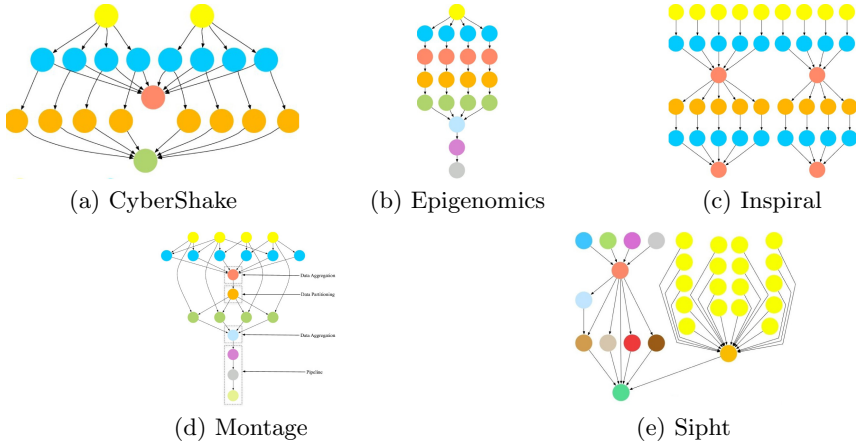 (a) CyberShake
(b) Epigenomics
(c) Inspiral
Data Aggregation
Data Partitioning
Data Aggregation
Pipeline
(d) Montage
(e) Sipht